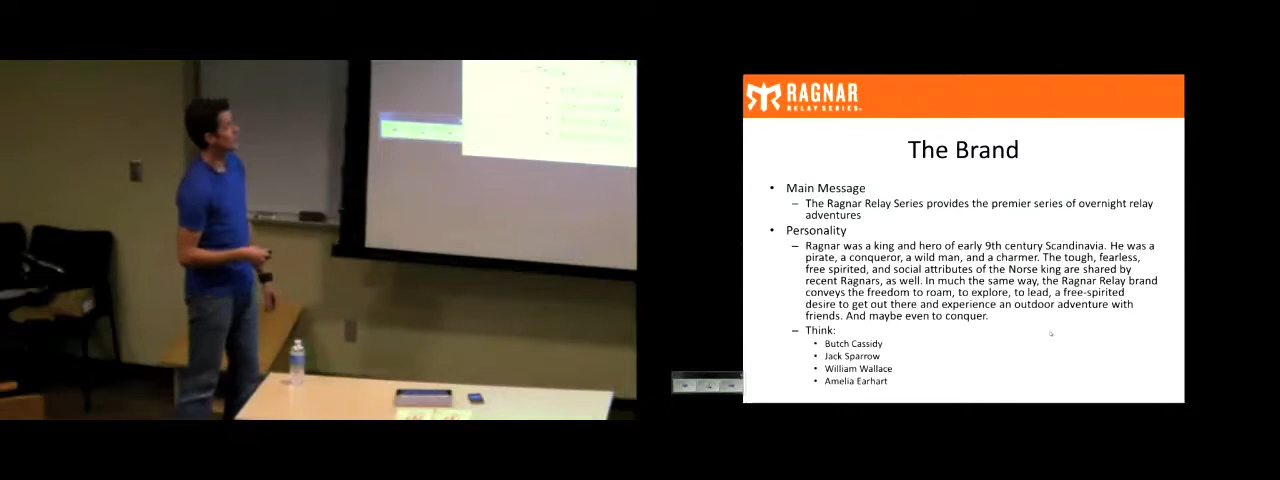 RAGNAR
RELAY SERIES
The Brand
• Main Message
– The Ragnar Relay Series provides the premier series of overnight relay
adventures
• Personality
– Ragnar was a king and hero of early 9th century Scandinavia. He was a
pirate, a conqueror, a wild man, and a charmer. The tough, fearless,
free spirited, and social attributes of the Norse king are shared by
recent Ragnars, as well. In much the same way, the Ragnar Relay brand
conveys the freedom to roam, to explore, to lead, a free-spirited
desire to get out there and experience an outdoor adventure with
friends. And maybe even to conquer.
– Think:
• Butch Cassidy
• Jack Sparrow
• William Wallace
• Amelia Earhart